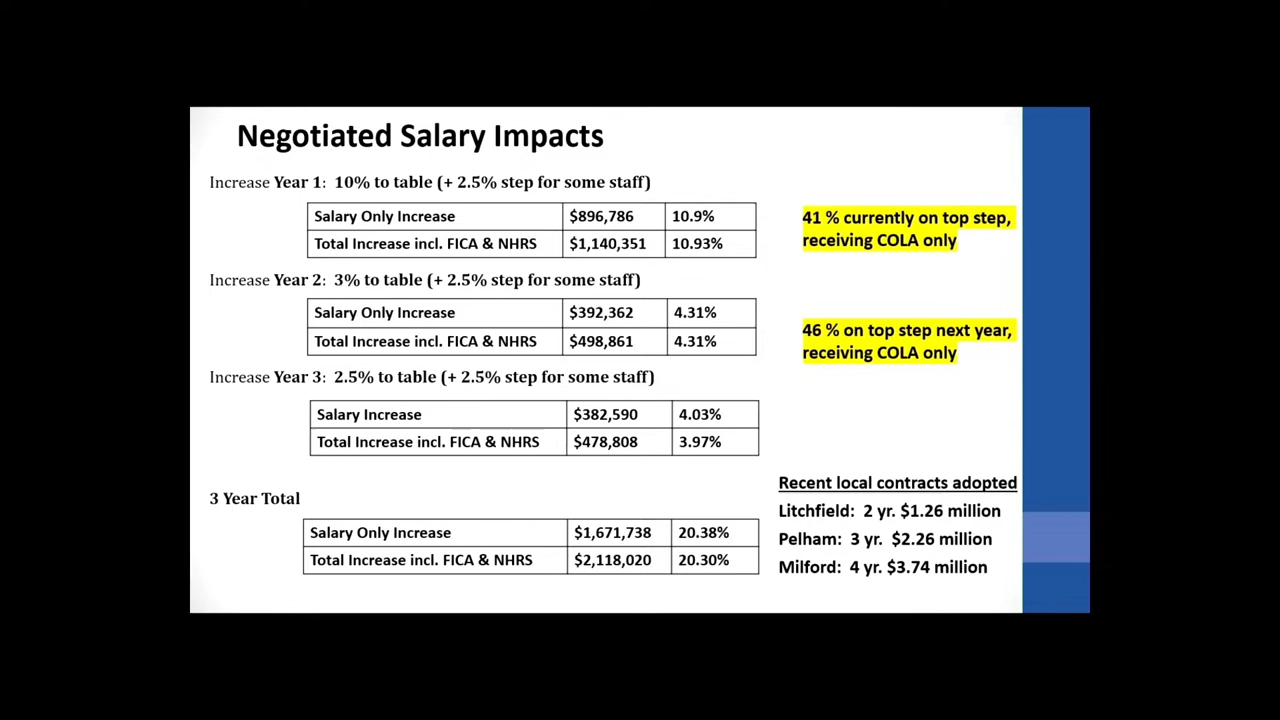 Negotiated Salary Impacts
Increase Year 1: 10% to table (+ 2.5% step for some staff)
Salary Only Increase $896,786 10.9%
Total Increase incl. FICA & NHRS $1,140,351 10.93%
41 % currently on top step,
receiving COLA only
Increase Year 2: 3% to table (+ 2.5% step for some staff)
Salary Only Increase $392,362 4.31%
Total Increase incl. FICA & NHRS $498,861 4.31%
46 % on top step next year,
receiving COLA only
Increase Year 3: 2.5% to table (+ 2.5% step for some staff)
Salary Increase $382,590 4.03%
Total Increase incl. FICA & NHRS $478,808 3.97%
3 Year Total
Salary Only Increase $1,671,738 20.38%
Total Increase incl. FICA & NHRS $2,118,020 20.30%
Recent local contracts adopted
Litchfield: 2 yr. $1.26 million
Pelham: 3 yr. $2.26 million
Milford: 4 yr. $3.74 million